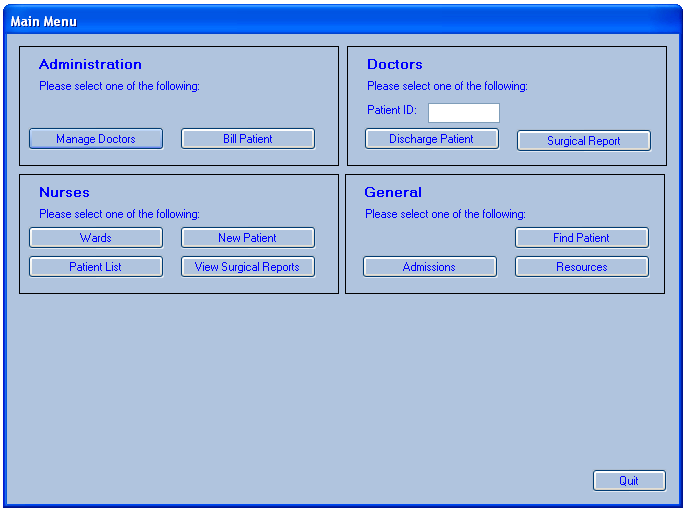 Main Menu
Administration
Please select one of the following:
Manage Doctors
Bill Patient
Doctors
Please select one of the following:
Patient ID:
Discharge Patient
Surgical Report
Nurses
Please select one of the following:
Wards
New Patient
Patient List
View Surgical Reports
General
Please select one of the following:
Find Patient
Admissions
Resources
Quit